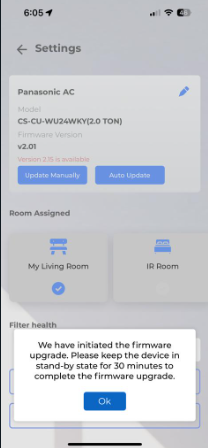 6:05
Settings
Panasonic AC
Model
CS-CU-WU24WKY(2.0 TON)
Firmware Version
v2.01
Version 2.15 is available
Update Manually
Auto Update
Room Assigned
My Living Room
IR Room
Filter health
We have initiated the firmware
upgrade. Please keep the device in
stand-by state for 30 minutes to
complete the firmware upgrade.
Ok